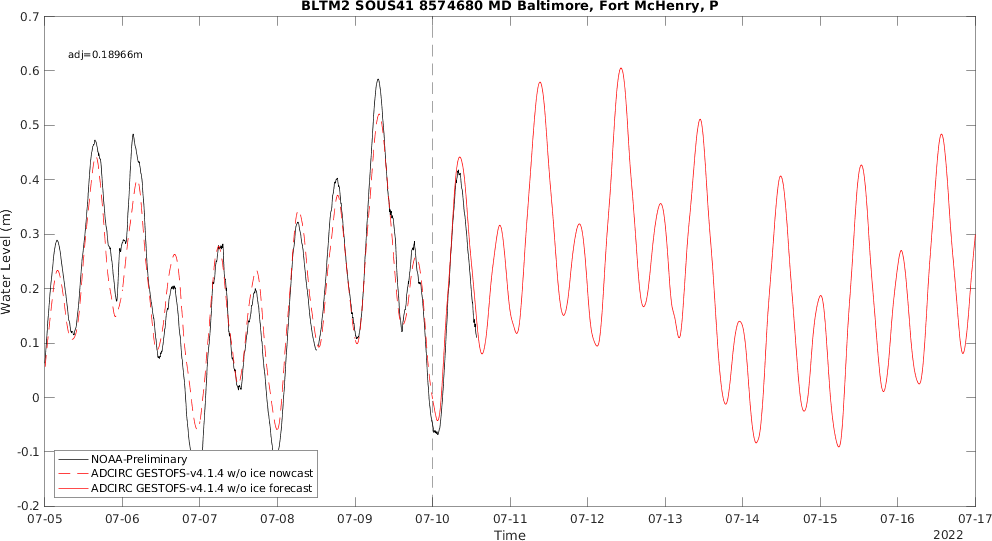 BLTM2 SOUS41 8574680 MD Baltimore, Fort McHenry, P
adj=0.18966m
Water Level (m)
0.7
0.6
0.5
0.4
0.3
0.2
0.1
0
-0.1
-0.2
NOAA-Preliminary
ADCIRC GESTOFS-v4.1.4 w/o ice nowcast
ADCIRC GESTOFS-v4.1.4 w/o ice forecast
07-05 07-06 07-07 07-08 07-09 07-10 07-11 07-12 07-13 07-14 07-15 07-16 07-17
Time
2022